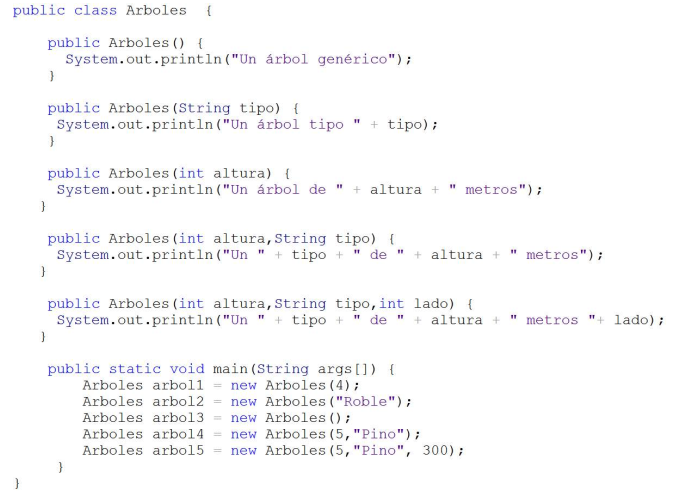 public class Arboles  {
public Arboles() {
System.out.println("Un árbol genérico");
}
public Arboles(String tipo) {
System.out.println("Un árbol tipo " + tipo);
}
public Arboles(int altura) {
System.out.println("Un árbol de " + altura + " metros");
}
public Arboles(int altura,String tipo) {
System.out.println("Un " + tipo + " de " + altura + " metros");
}
public Arboles(int altura,String tipo,int lado) {
System.out.println("Un " + tipo + " de " + altura + " metros "+ lado);
}
public static void main(String args[]) {
Arboles arbol1 = new Arboles(4);
Arboles arbol2 = new Arboles("Roble");
Arboles arbol3 = new Arboles();
Arboles arbol4 = new Arboles(5,"Pino");
Arboles arbol5 = new Arboles(5,"Pino", 300);
}
}